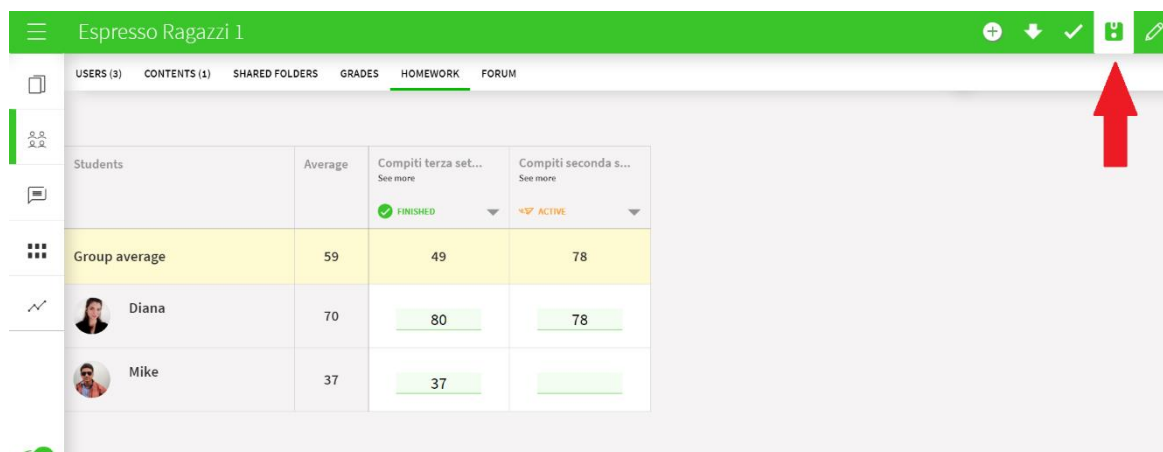 Espresso Ragazzi 1
USERS (3) CONTENTS (1) SHARED FOLDERS GRADES HOMEWORK FORUM
Students Average Compiti terza set... Compiti seconda s...
See more See more
FINISHED ACTIVE
Group average 59 49 78
Diana 70 80 78
Mike 37 37